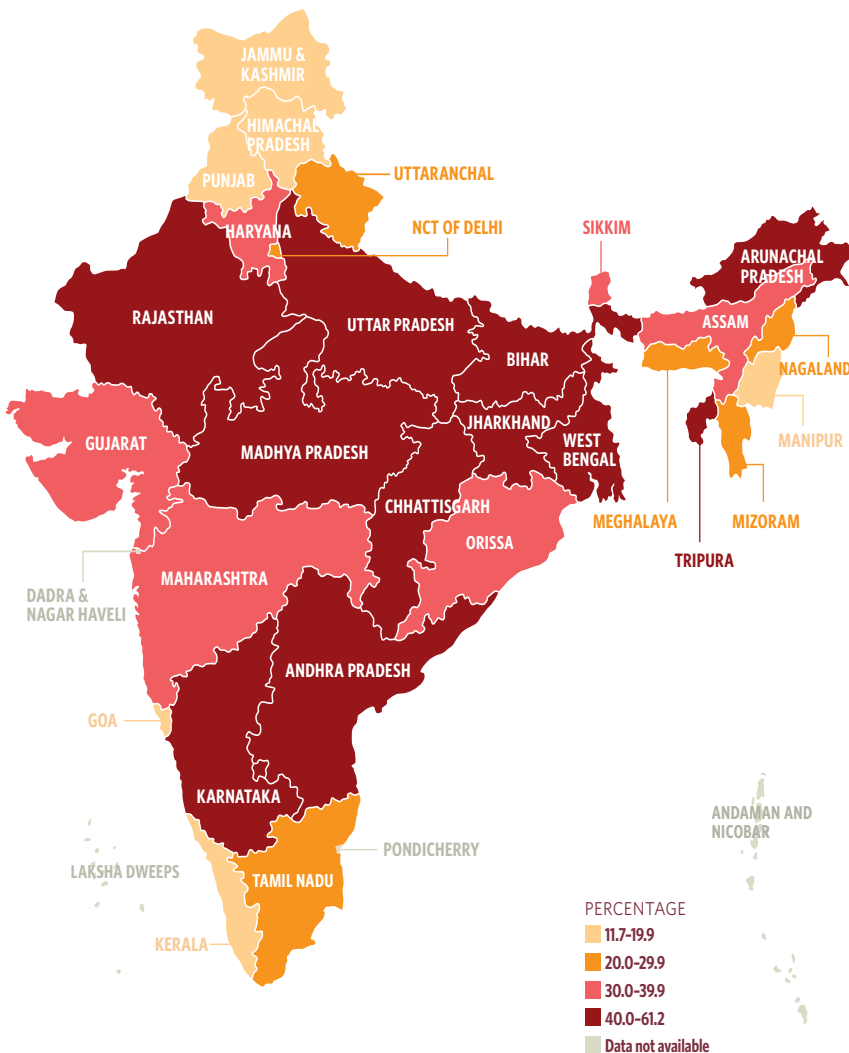 JAMMU &
KASHMIR
HIMACHAL
PRADESH
PUNJAB
UTTARANCHAL
HARYANA
NCT OF DELHI
SIKKIM
ARUNACHAL
PRADESH
RAJASTHAN
UTTAR PRADESH
ASSAM
BIHAR
NAGALAND
GUJARAT
JHARKHAND
MADHYA PRADESH
WEST
BENGAL
MANIPUR
CHHATTISGARH
MEGHALAYA
MIZORAM
ORISSA
TRIPURA
MAHARASHTRA
DADRA &
NAGAR HAVELI
ANDHRA PRADESH
GOA
KARNATAKA
ANDAMAN AND
NICOBAR
PONDICHERRY
LAKSHA DWEEPS
TAMIL NADU
KERALA
PERCENTAGE
11.7-19.9
20.0-29.9
30.0-39.9
40.0-61.2
Data not available